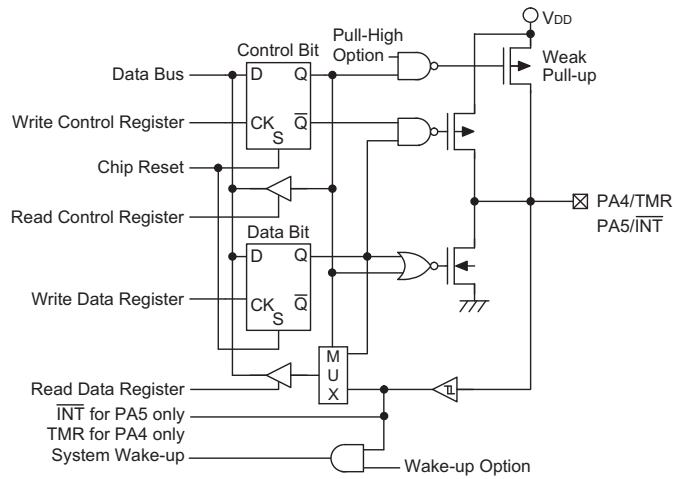 VDD
Pull-High
Option
Control Bit
Weak
Pull-up
Data Bus
D Q
Write Control Register
CK Q̅
S
Chip Reset
PA4/TMR
PA5/I̅N̅T̅
Read Control Register
Data Bit
D Q
Write Data Register
CK Q̅
S
M
U
X
Read Data Register
I̅N̅T̅ for PA5 only
TMR for PA4 only
System Wake-up
Wake-up Option